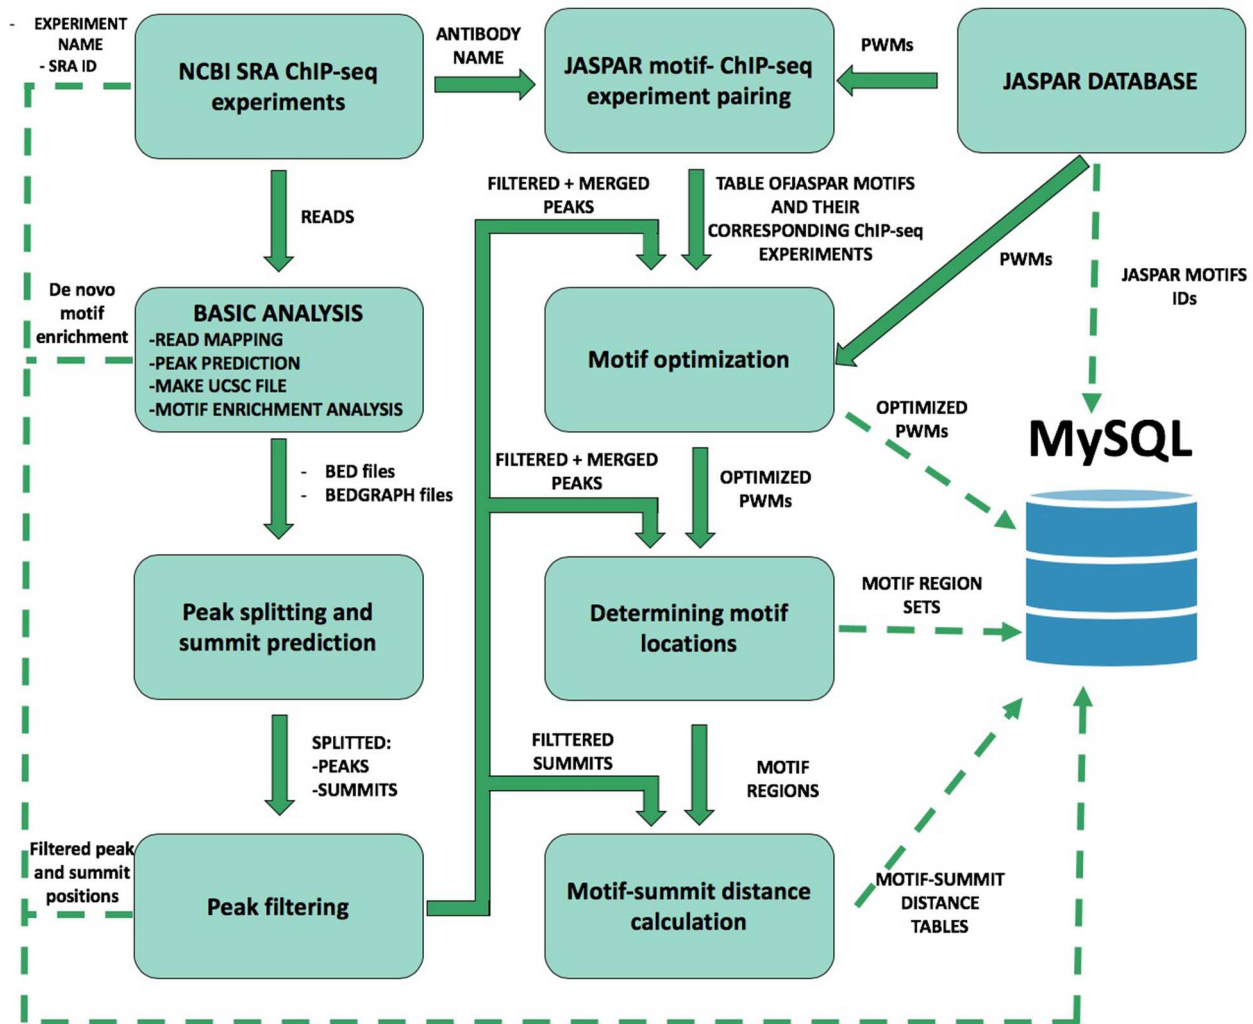 - EXPERIMENT
NAME
- SRA ID
NCBI SRA ChIP-seq
experiments
ANTIBODY
NAME
JASPAR motif- ChIP-seq
experiment pairing
PWMs
JASPAR DATABASE
READS
FILTERED + MERGED
PEAKS
TABLE OFJASPAR MOTIFS
AND THEIR
CORRESPONDING ChIP-seq
EXPERIMENTS
PWMs
JASPAR MOTIFS
IDs
De novo
motif
enrichment
BASIC ANALYSIS
-READ MAPPING
-PEAK PREDICTION
-MAKE UCSC FILE
-MOTIF ENRICHMENT ANALYSIS
Motif optimization
OPTIMIZED
PWMs
MySQL
- BED files
- BEDGRAPH files
FILTERED + MERGED
PEAKS
OPTIMIZED
PWMs
Peak splitting and
summit prediction
Determining motif
locations
MOTIF REGION
SETS
SPLITTED:
-PEAKS
-SUMMITS
FILTTERED
SUMMITS
MOTIF
REGIONS
Filtered peak
and summit
positions
Peak filtering
Motif-summit distance
calculation
MOTIF-SUMMIT
DISTANCE
TABLES